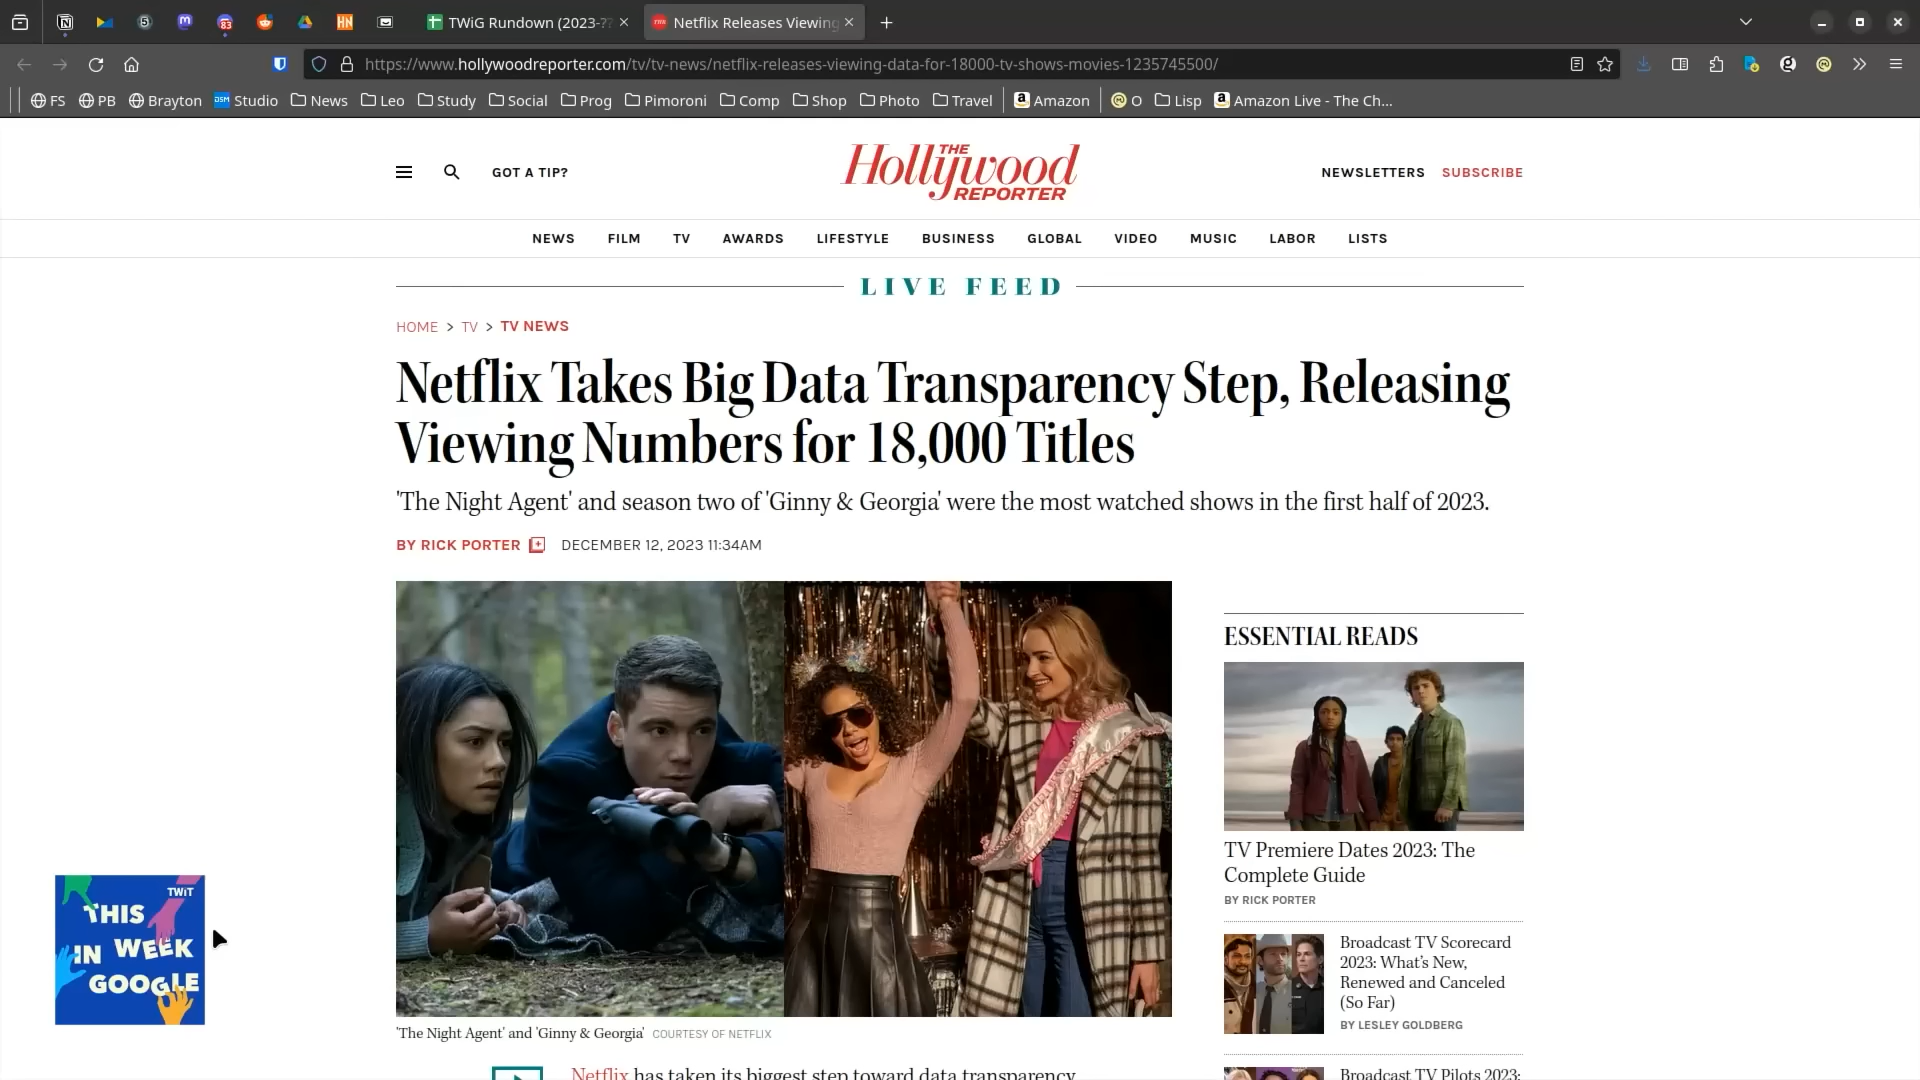 TWiG Rundown (2023-??
Netflix Releases Viewing
https://www.hollywoodreporter.com/tv/tv-news/netflix-releases-viewing-data-for-18000-tv-shows-movies-1235745500/
FS PB Brayton Studio News Leo Study Social Prog Pimoroni Comp Shop Photo Travel Amazon O Lisp Amazon Live - The Ch...
GOT A TIP?
THE
Hollywood
REPORTER
NEWSLETTERS SUBSCRIBE
NEWS FILM TV AWARDS LIFESTYLE BUSINESS GLOBAL VIDEO MUSIC LABOR LISTS
LIVE FEED
HOME > TV > TV NEWS
Netflix Takes Big Data Transparency Step, Releasing
Viewing Numbers for 18,000 Titles
'The Night Agent' and season two of 'Ginny & Georgia' were the most watched shows in the first half of 2023.
BY RICK PORTER DECEMBER 12, 2023 11:34AM
'The Night Agent' and 'Ginny & Georgia' COURTESY OF NETFLIX
Netflix has taken its biggest step toward data transparency
ESSENTIAL READS
TV Premiere Dates 2023: The
Complete Guide
BY RICK PORTER
Broadcast TV Scorecard
2023: What's New,
Renewed and Canceled
(So Far)
BY LESLEY GOLDBERG
Broadcast TV Pilots 2023:
TWiT
THIS
IN WEEK
GOOGLE